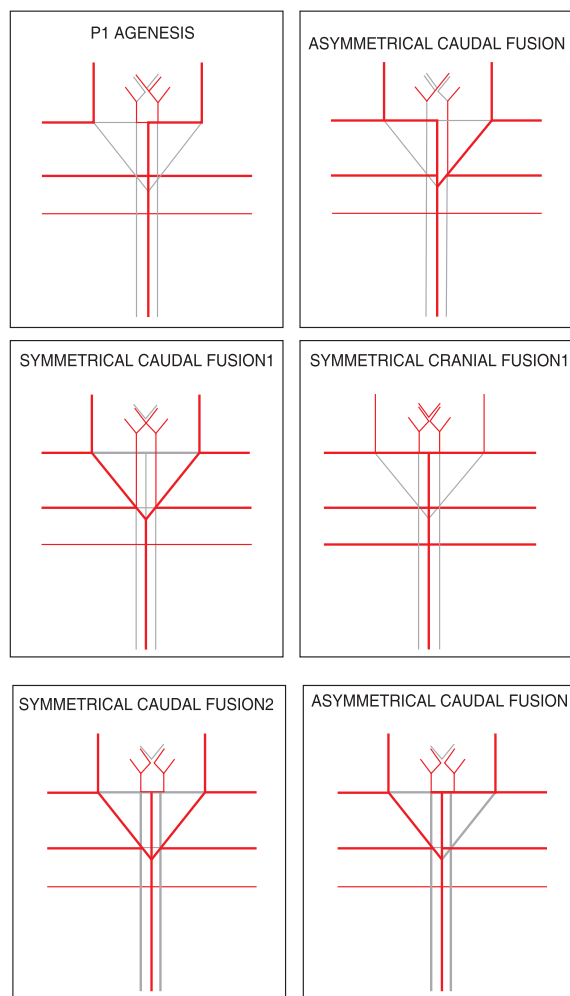 P1 AGENESIS
ASYMMETRICAL CAUDAL FUSION
SYMMETRICAL CAUDAL FUSION1
SYMMETRICAL CRANIAL FUSION1
SYMMETRICAL CAUDAL FUSION2
ASYMMETRICAL CAUDAL FUSION